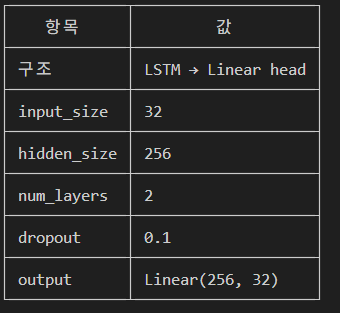 항목 값
구조 LSTM → Linear head
input_size 32
hidden_size 256
num_layers 2
dropout 0.1
output Linear(256, 32)